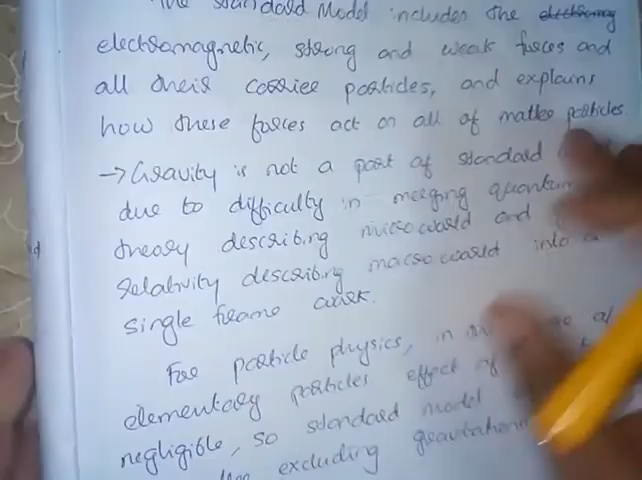 The Standard Model includes the
electromagnetic, strong and weak forces and
all their carrier particles, and explains
how these forces act on all of matter particles
→ Gravity is not a part of standard
due to difficulty in merging quantum
theory describing microworld and
relativity describing macroworld into a
single frame work.
For particle physics, in
elementary particles effect of
negligible, so standard model
excluding